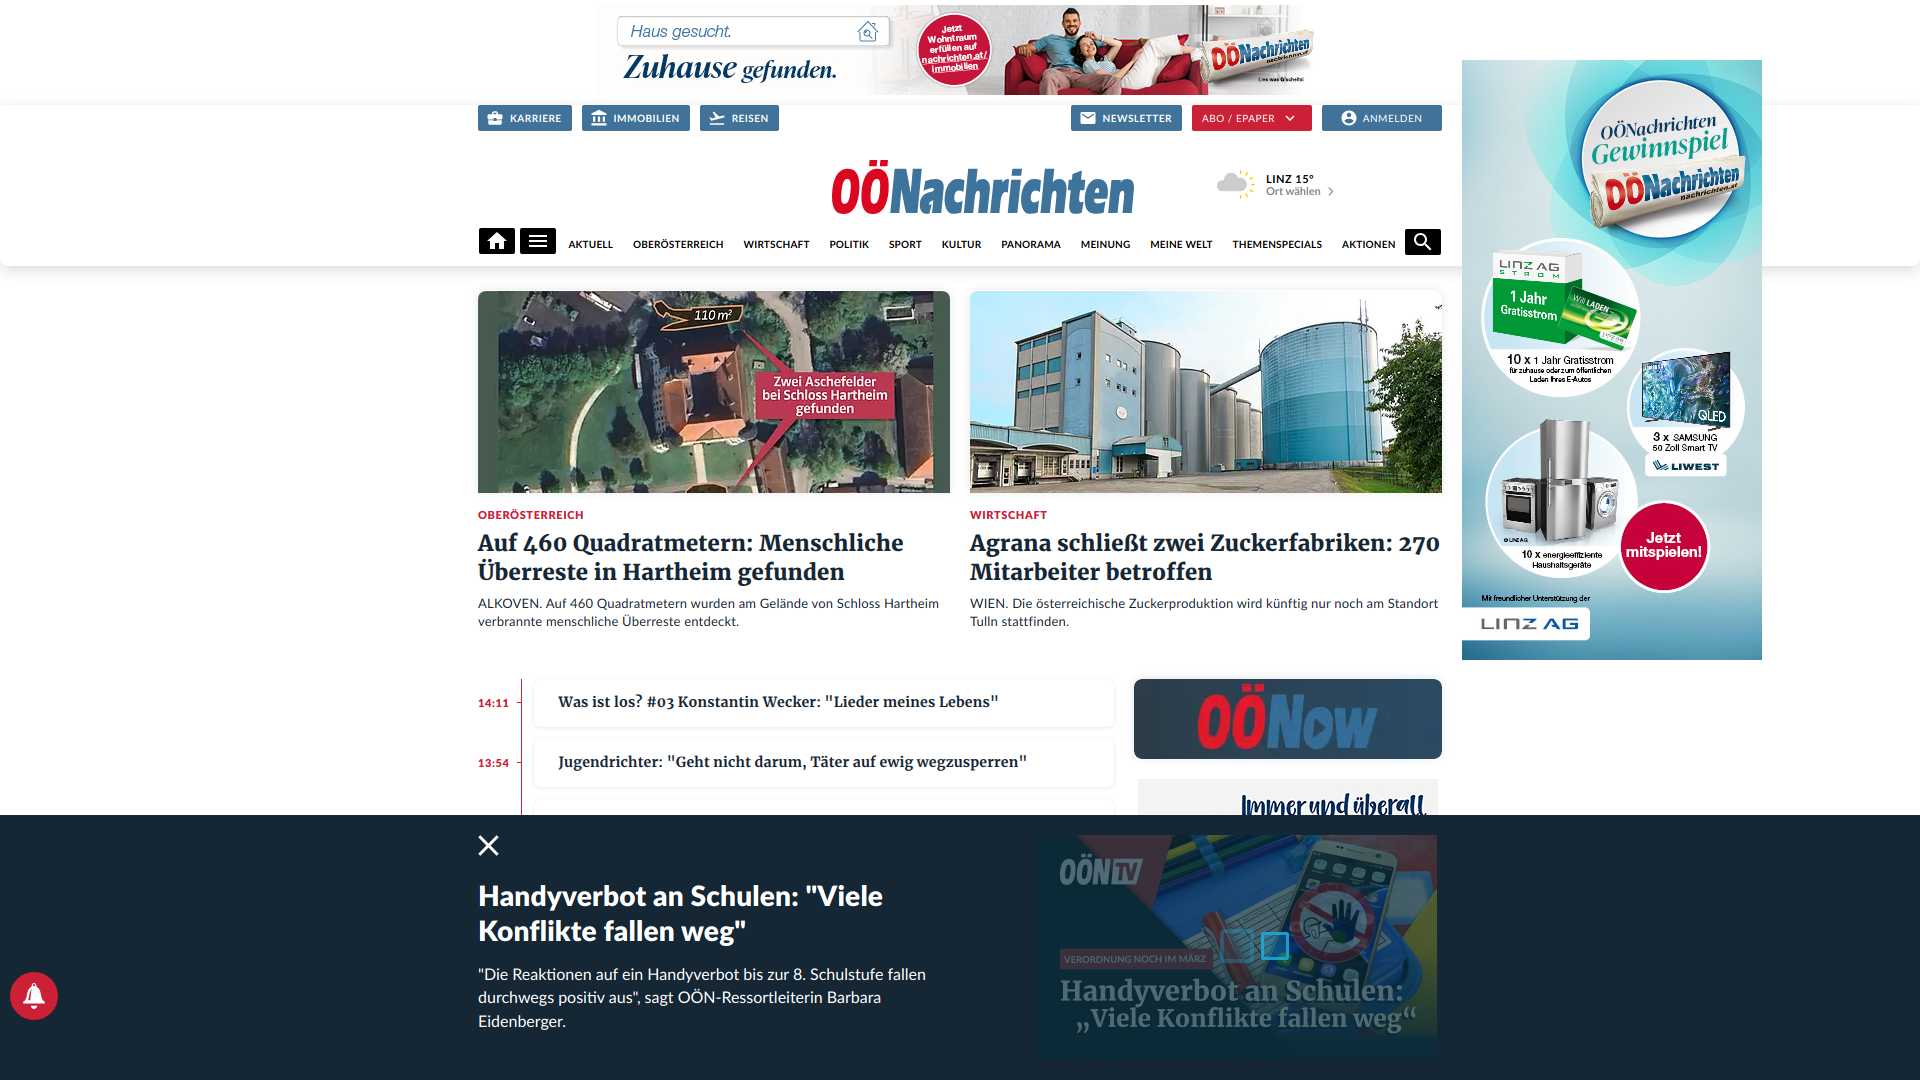 Haus gesucht.
Zuhause gefunden.
Jetzt
Wohntraum
erfüllen auf
nachrichten.at/
immobilien
OÖNachrichten
Lies was G'scheits!
KARRIERE
IMMOBILIEN
REISEN
NEWSLETTER
ABO / EPAPER
ANMELDEN
OÖNachrichten
LINZ 15°
Ort wählen
AKTUELL
OBERÖSTERREICH
WIRTSCHAFT
POLITIK
SPORT
KULTUR
PANORAMA
MEINUNG
MEINE WELT
THEMENSPECIALS
AKTIONEN
OÖNachrichten
Gewinnspiel
OÖNachrichten
nachrichten.at
LINZ AG
STROM
1 Jahr
Gratisstrom
Will LADEN
10 x 1 Jahr Gratisstrom
für zuhause oder zum öffentlichen
Laden Ihres E-Autos
QLED
3 x SAMSUNG
50 Zoll Smart TV
LIWEST
© LINZ AG
10 x energieeffiziente
Haushaltsgeräte
Jetzt
mitspielen!
Mit freundlicher Unterstützung der
LINZ AG
110 m²
Zwei Aschefelder
bei Schloss Hartheim
gefunden
OBERÖSTERREICH
Auf 460 Quadratmetern: Menschliche
Überreste in Hartheim gefunden
ALKOVEN. Auf 460 Quadratmetern wurden am Gelände von Schloss Hartheim
verbrannte menschliche Überreste entdeckt.
WIRTSCHAFT
Agrana schließt zwei Zuckerfabriken: 270
Mitarbeiter betroffen
WIEN. Die österreichische Zuckerproduktion wird künftig nur noch am Standort
Tulln stattfinden.
14:11
Was ist los? #03 Konstantin Wecker: "Lieder meines Lebens"
13:54
Jugendrichter: "Geht nicht darum, Täter auf ewig wegzusperren"
OÖNow
Immer und überall
Handyverbot an Schulen: "Viele
Konflikte fallen weg"
"Die Reaktionen auf ein Handyverbot bis zur 8. Schulstufe fallen
durchwegs positiv aus", sagt OÖN-Ressortleiterin Barbara
Eidenberger.
OÖNTV
VERORDNUNG NOCH IM MÄRZ
Handyverbot an Schulen:
„Viele Konflikte fallen weg“